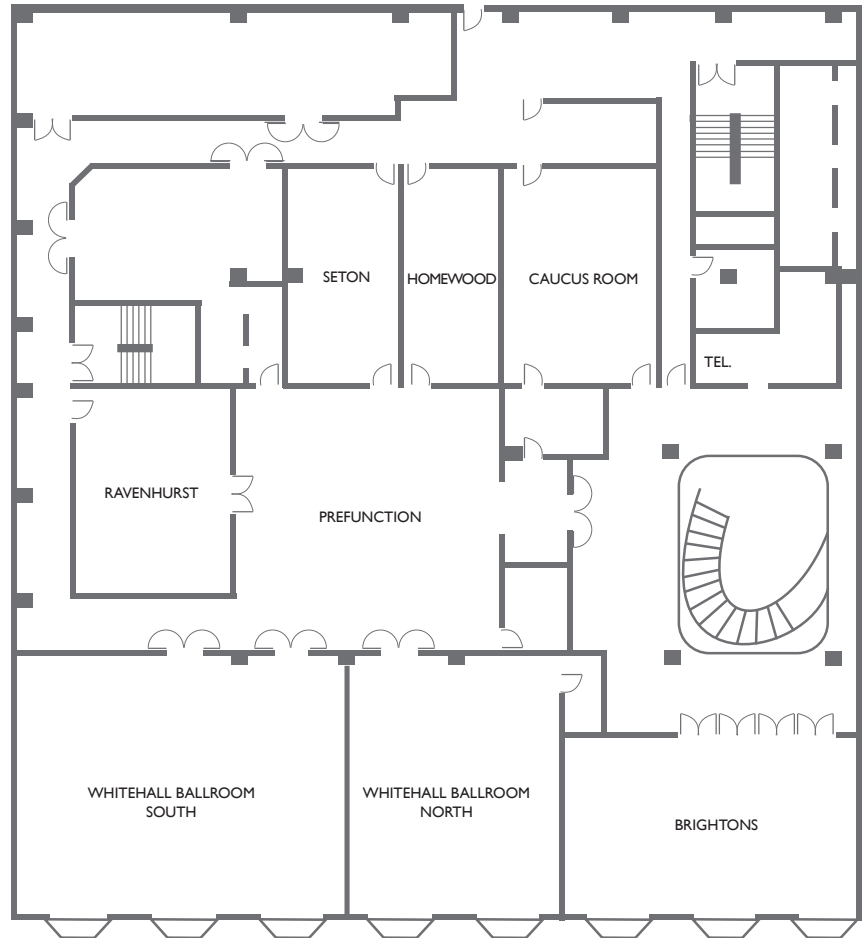 SETON
HOMEWOOD
CAUCUS ROOM
TEL.
RAVENHURST
PREFUNCTION
WHITEHALL BALLROOM
SOUTH
WHITEHALL BALLROOM
NORTH
BRIGHTONS